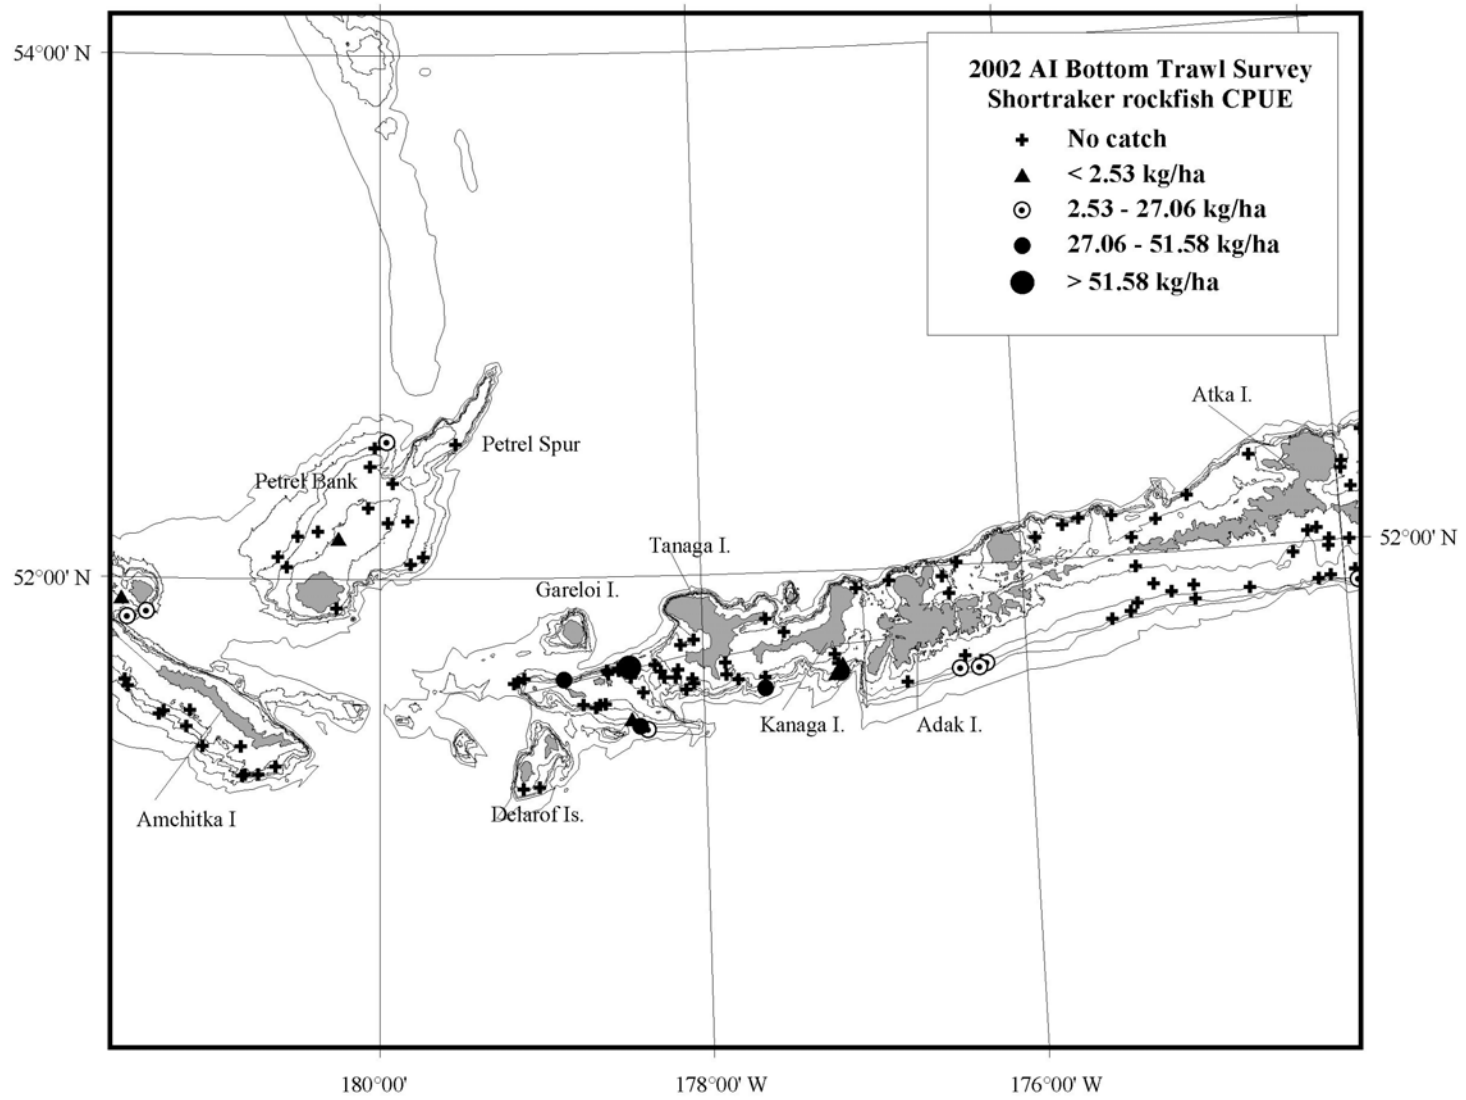 54°00' N
2002 AI Bottom Trawl Survey
Shortraker rockfish CPUE
No catch
< 2.53 kg/ha
2.53 - 27.06 kg/ha
27.06 - 51.58 kg/ha
> 51.58 kg/ha
Atka I.
Petrel Spur
Petrel Bank
Tanaga I.
52°00' N
52°00' N
Gareloi I.
Kanaga I.
Adak I.
Amchitka I
Delarof Is.
180°00'
178°00' W
176°00' W